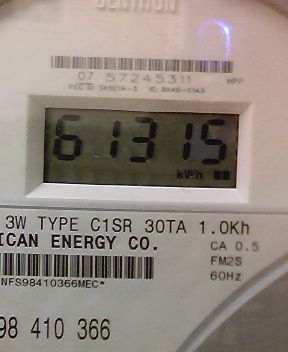 CENTRON
07 57245311 HPP
61315
kWh
3W TYPE C1SR 30TA 1.0Kh
ICAN ENERGY CO. CA 0.5
FM2S
60Hz
NFS98410366MEC*
98 410 366